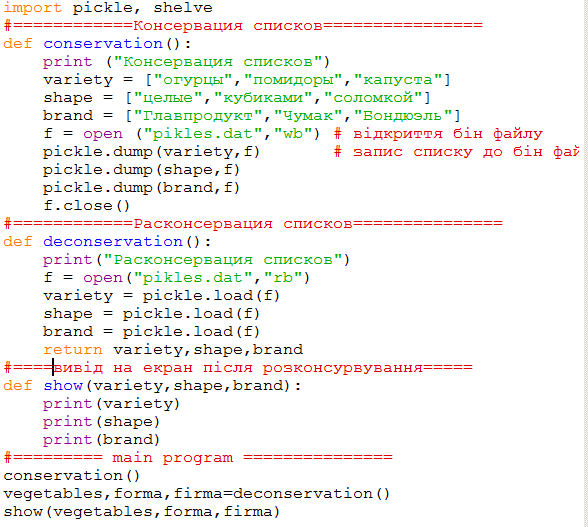 import pickle, shelve
#============Консервация списков================
def conservation():
    print ("Консервация списков")
    variety = ["огурцы","помидоры","капуста"]
    shape = ["целые","кубиками","соломкой"]
    brand = ["Главпродукт","Чумак","Бондюэль"]
    f = open ("pikles.dat","wb") # відкриття бін файлу
    pickle.dump(variety,f)       # запис списку до бін фай
    pickle.dump(shape,f)
    pickle.dump(brand,f)
    f.close()
#============Расконсервация списков===============
def deconservation():
    print("Расконсервация списков")
    f = open("pikles.dat","rb")
    variety = pickle.load(f)
    shape = pickle.load(f)
    brand = pickle.load(f)
    return variety,shape,brand
#====вивід на екран після розконсурвування=====
def show(variety,shape,brand):
    print(variety)
    print(shape)
    print(brand)
#========= main program ===============
conservation()
vegetables,forma,firma=deconservation()
show(vegetables,forma,firma)